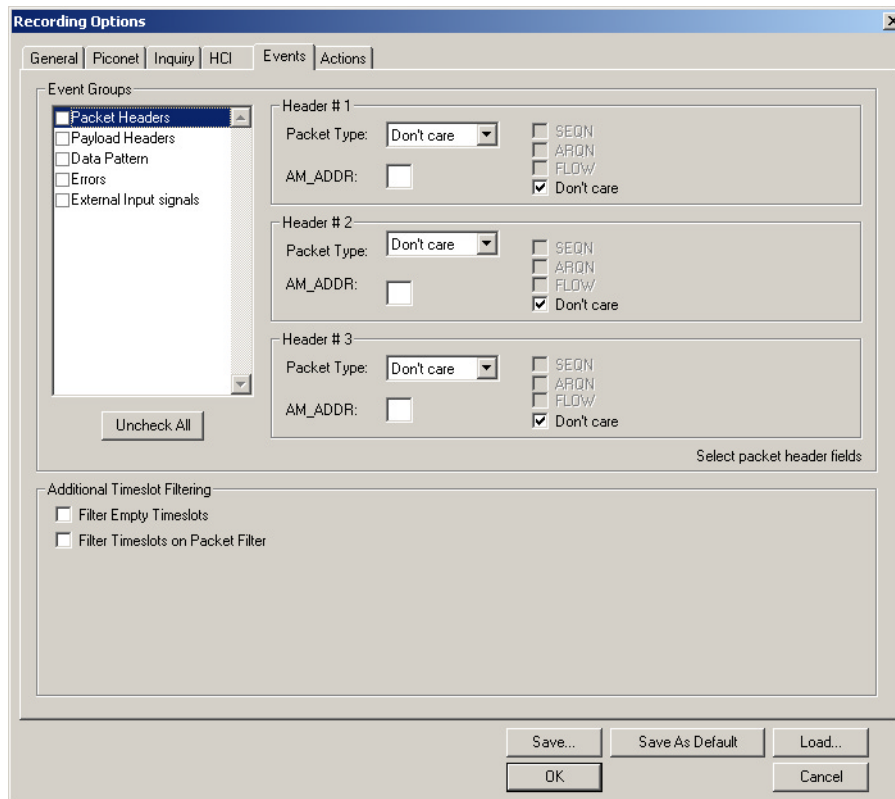 Recording Options
General Piconet Inquiry HCI Events Actions
Event Groups
Packet Headers
Payload Headers
Data Pattern
Errors
External Input signals
Uncheck All
Header # 1
Packet Type: Don't care
AM_ADDR:
SEQN
ARQN
FLOW
Don't care
Header # 2
Packet Type: Don't care
AM_ADDR:
SEQN
ARQN
FLOW
Don't care
Header # 3
Packet Type: Don't care
AM_ADDR:
SEQN
ARQN
FLOW
Don't care
Select packet header fields
Additional Timeslot Filtering
Filter Empty Timeslots
Filter Timeslots on Packet Filter
Save... Save As Default Load...
OK Cancel